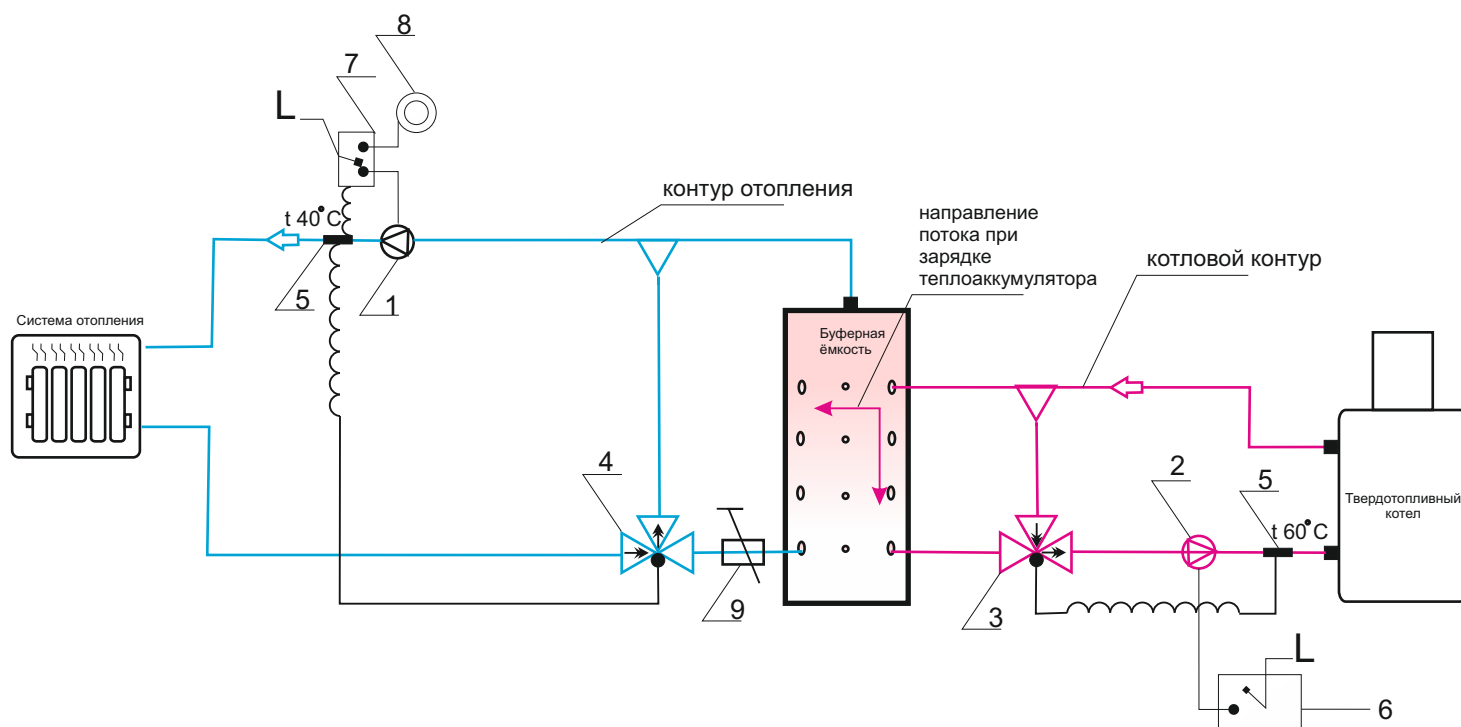 8
7
L
контур отопления
направление
потока при
зарядке
теплоаккумулятора
t 40°C
котловой контур
5
1
Система отопления
Буферная
ёмкость
4
2
5
Твердотопливный
котел
t 60°C
9
3
L
6